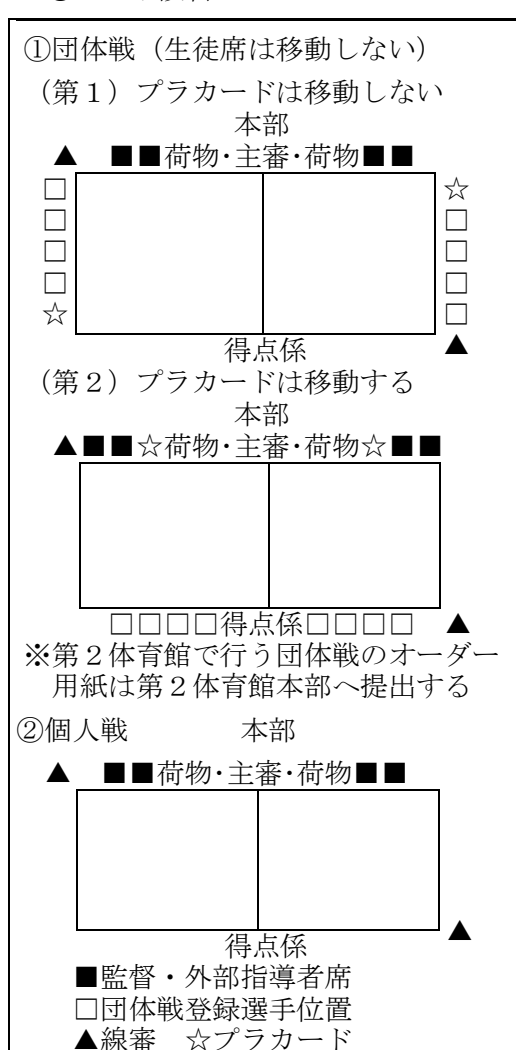 ①団体戦（生徒席は移動しない）
（第１）プラカードは移動しない
本部
▲ ■■荷物・主審・荷物■■
□ ☆
□ □
□ □
□ □
☆ □
得点係 ▲
（第２）プラカードは移動する
本部
▲■■☆荷物・主審・荷物☆■■
□□□□得点係□□□□ ▲
※第２体育館で行う団体戦のオーダー
用紙は第２体育館本部へ提出する
②個人戦 本部
▲ ■■荷物・主審・荷物■■
▲
得点係
■監督・外部指導者席
□団体戦登録選手位置
▲線審 ☆プラカード